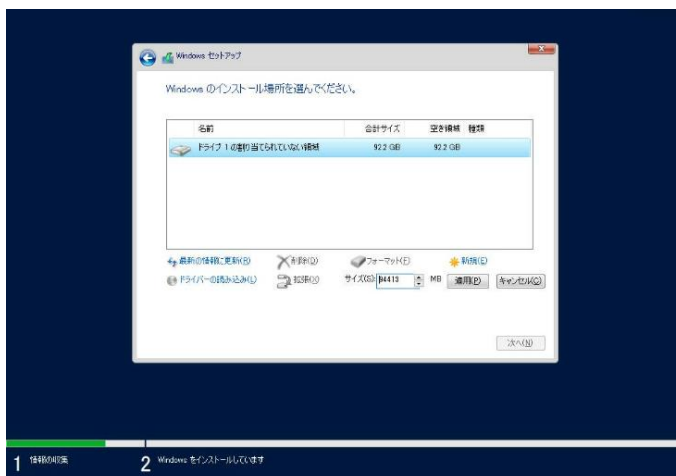 Windows セットアップ
Windows のインストール場所を選んでください。
名前 合計サイズ 空き領域 種類
ドライブ 1 の割り当てられていない領域 92.2 GB 92.2 GB
最新の情報に更新(R) 削除(D) フォーマット(F) 新規(E)
ドライバーの読み込み(L) 拡張(X) サイズ(S): 94413 MB 適用(P) キャンセル(C)
次へ(N)
1 情報の収集 2 Windows をインストールしています